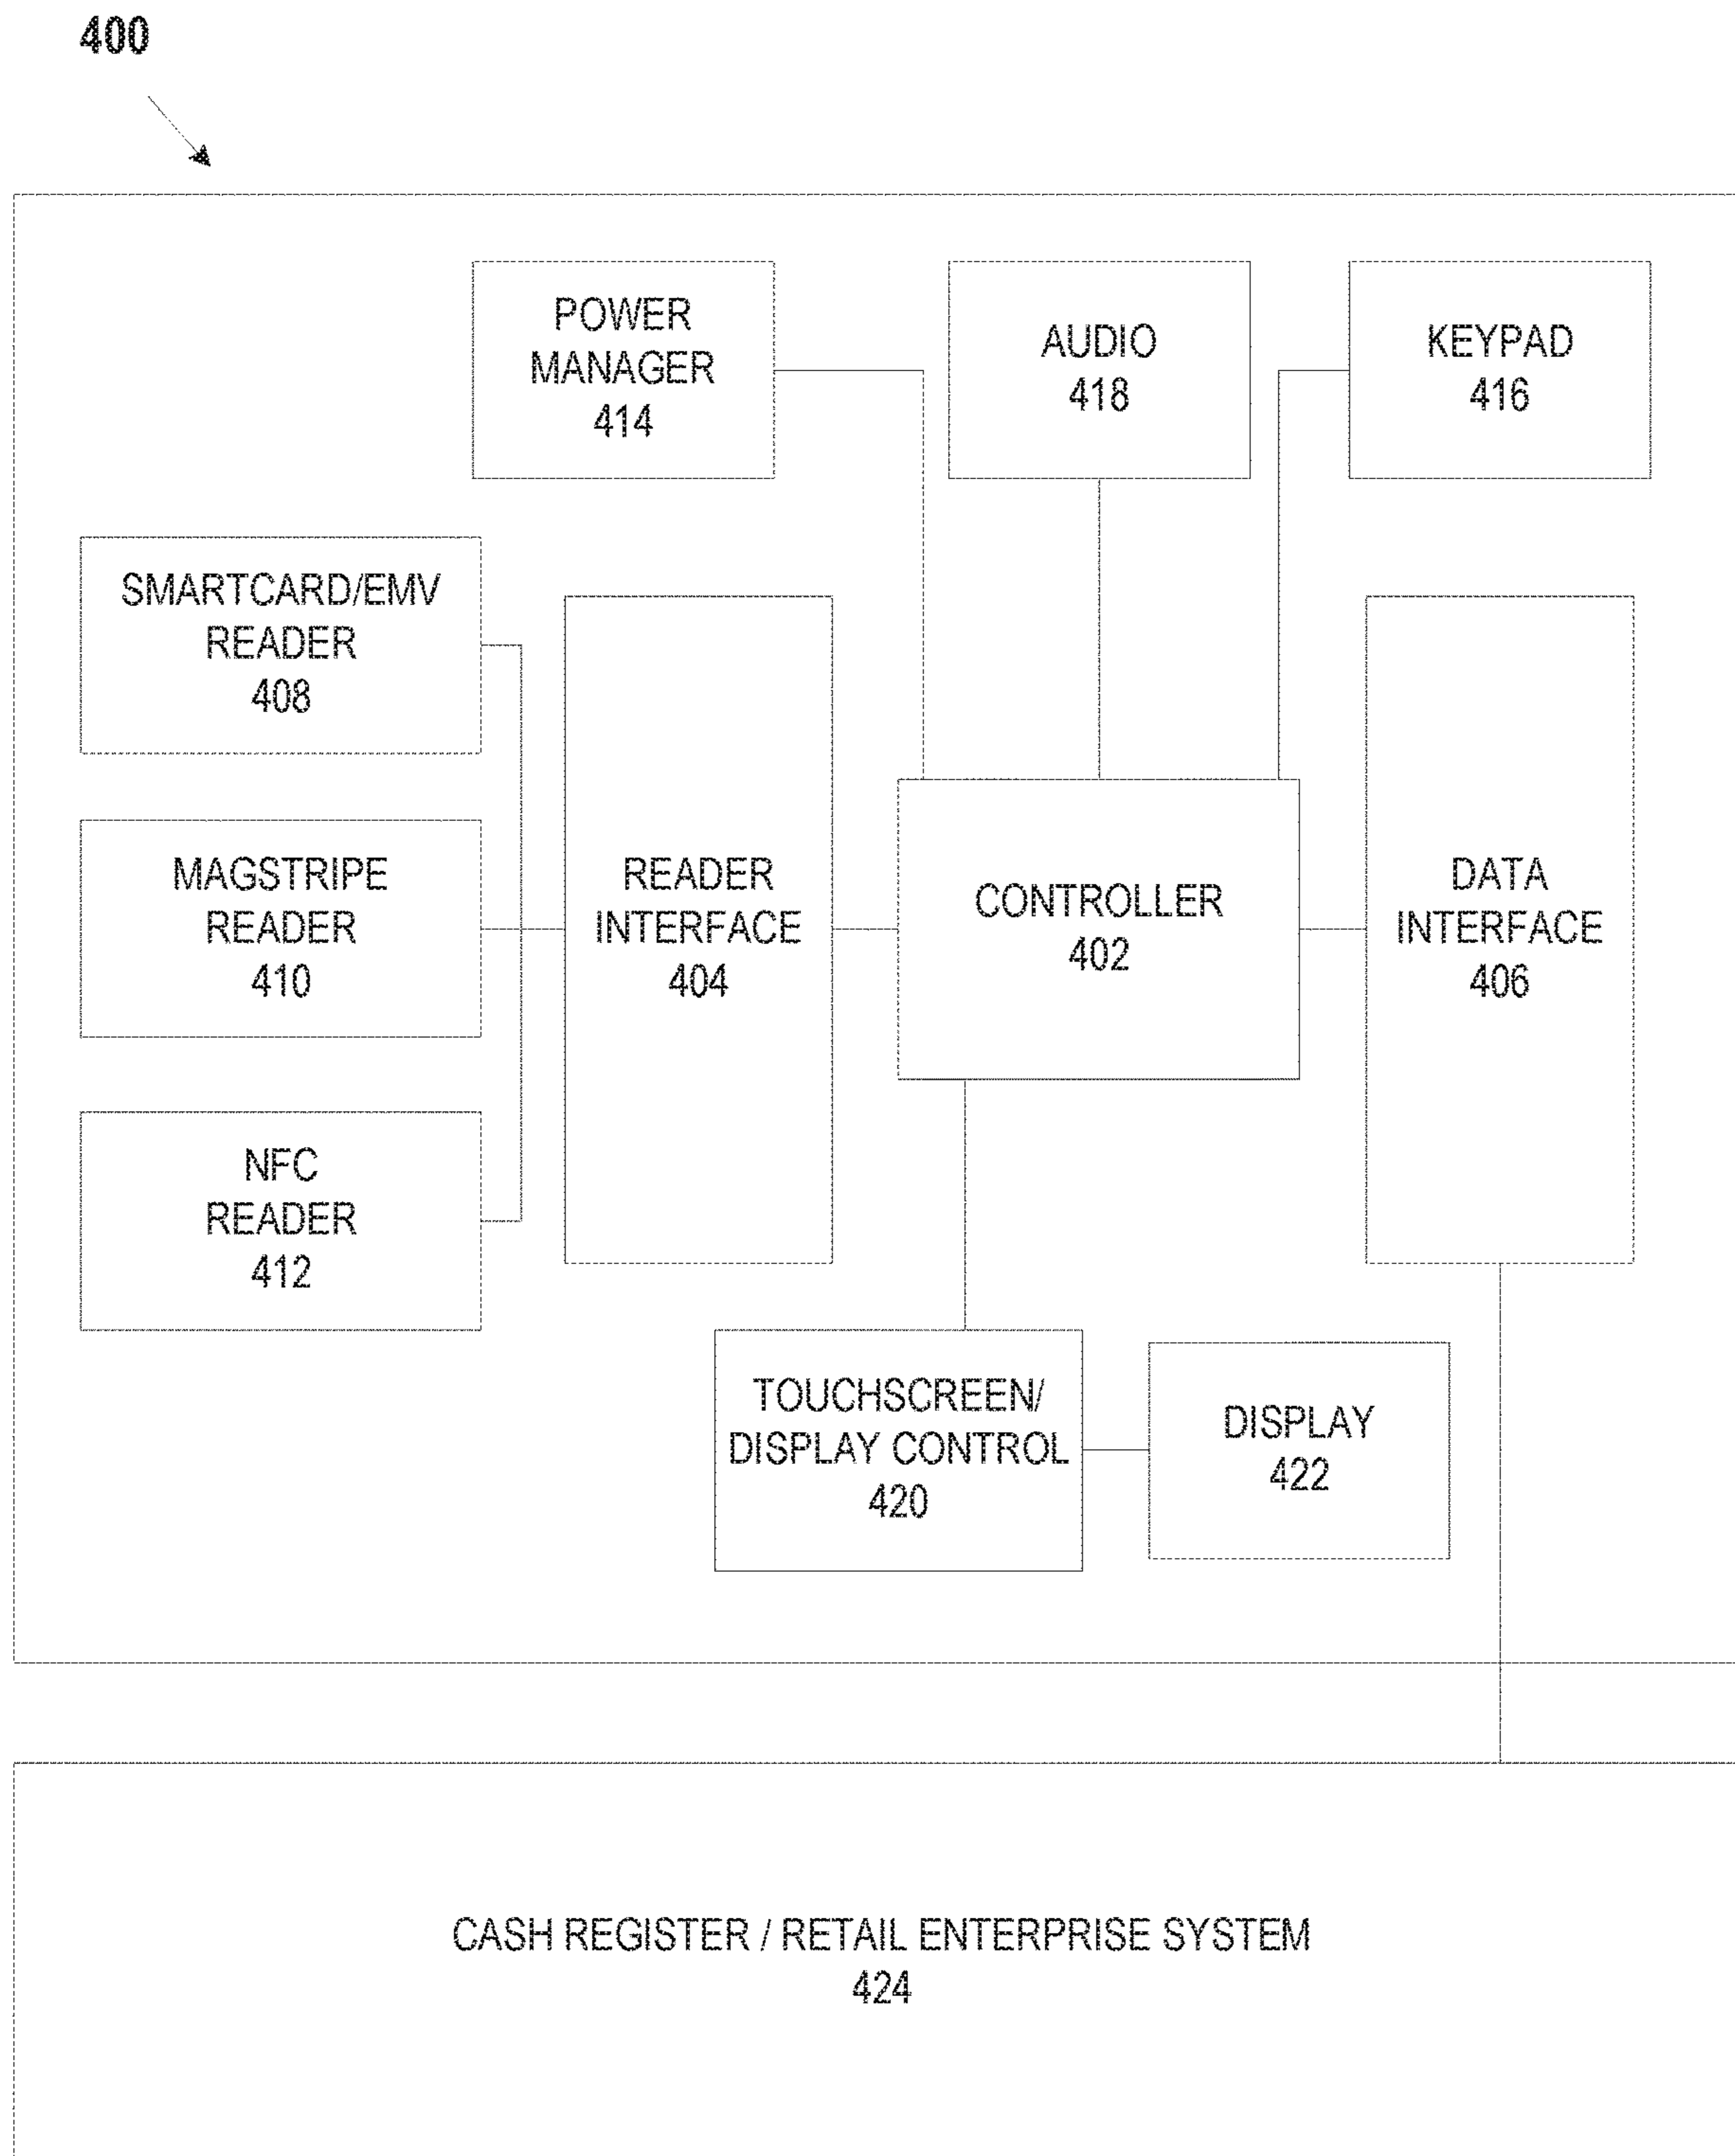 400
POWER
MANAGER
414
AUDIO
418
KEYPAD
416
SMARTCARD/EMV
READER
408
MAGSTRIPE
READER
410
NFC
READER
412
READER
INTERFACE
404
CONTROLLER
402
DATA
INTERFACE
406
TOUCHSCREEN/
DISPLAY CONTROL
420
DISPLAY
422
CASH REGISTER / RETAIL ENTERPRISE SYSTEM
424